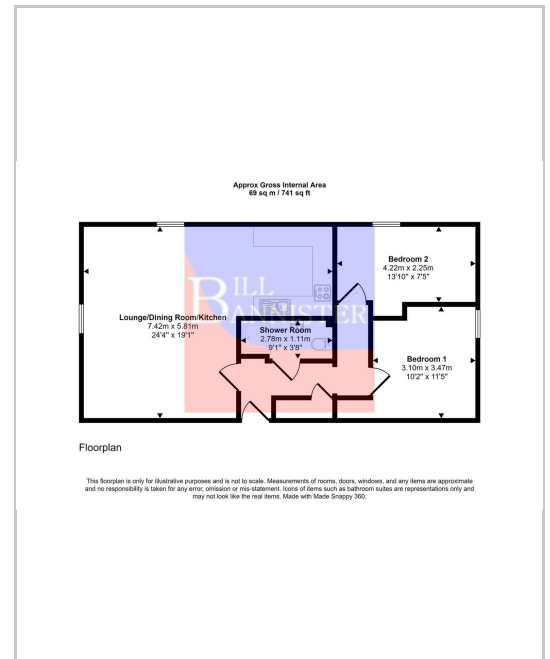 Approx Gross Internal Area
69 sq m / 741 sq ft
Bedroom 2
4.22m x 2.25m
13'10" x 7'5"
BILL
BANNISTER
Lounge/Dining Room/Kitchen
7.42m x 5.81m
24'4" x 19'1"
Shower Room
2.78m x 1.11m
9'1" x 3'8"
Bedroom 1
3.10m x 3.47m
10'2" x 11'5"
Floorplan
This floorplan is only for illustrative purposes and is not to scale. Measurements of rooms, doors, windows, and any items are approximate
and no responsibility is taken for any error, omission or mis-statement. Icons of items such as bathroom suites are representations only and
may not look like the real items. Made with Made Snappy 360.